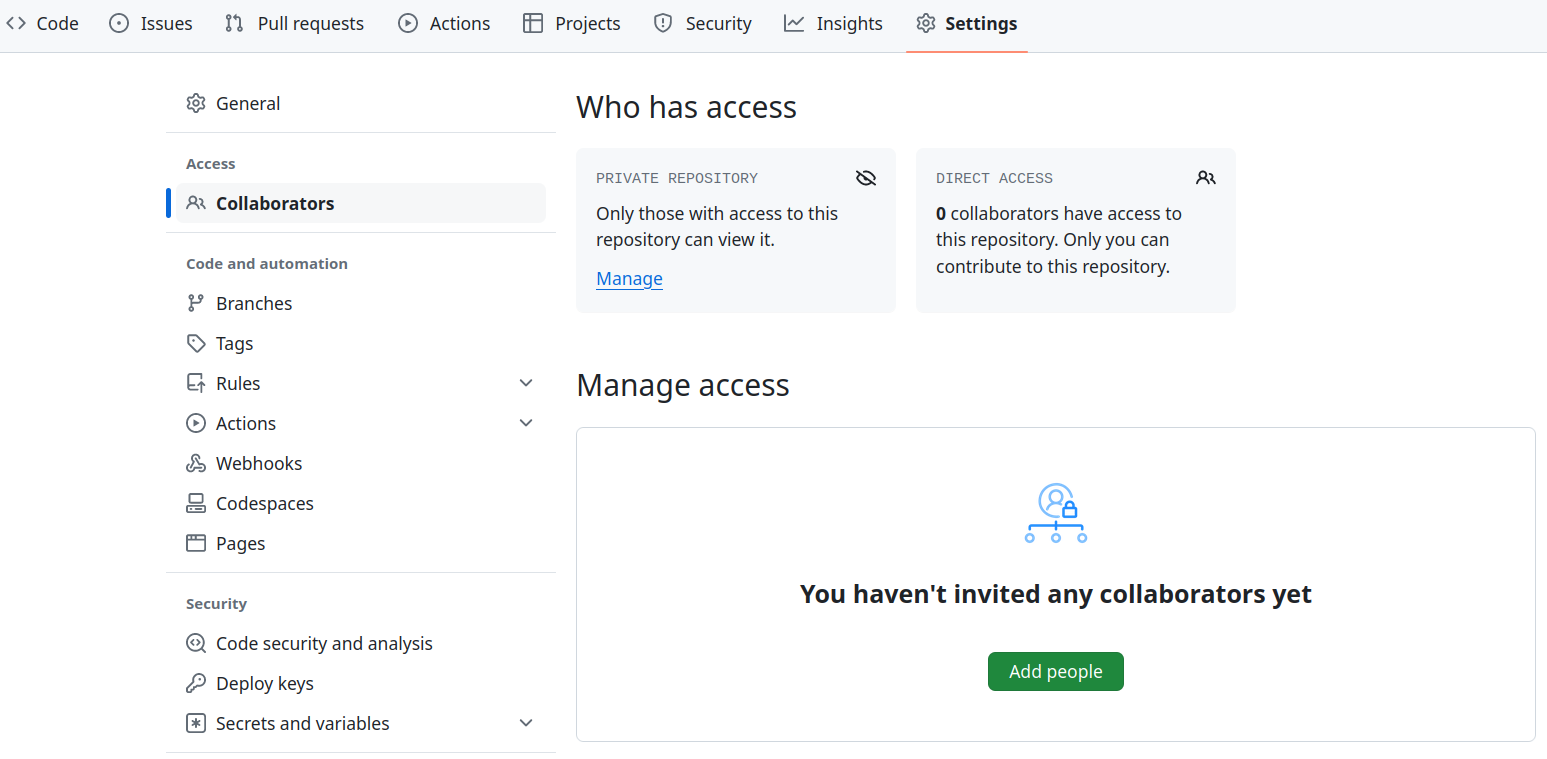 Code Issues Pull requests Actions Projects Security Insights Settings
General
Access
Collaborators
Code and automation
Branches
Tags
Rules
Actions
Webhooks
Codespaces
Pages
Security
Code security and analysis
Deploy keys
Secrets and variables
Who has access
PRIVATE REPOSITORY
Only those with access to this
repository can view it.
Manage
DIRECT ACCESS
0 collaborators have access to
this repository. Only you can
contribute to this repository.
Manage access
You haven't invited any collaborators yet
Add people